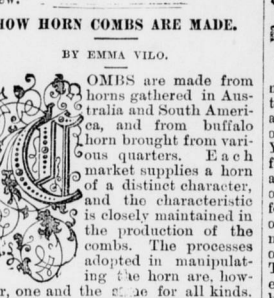 HOW HORN COMBS ARE MADE.
BY EMMA VILO.
COMBS are made from
horns gathered in Aus-
tralia and South Ameri-
ca, and from buffalo
horn brought from vari-
ous quarters. Each
market supplies a horn
of a distinct character,
and the characteristic
is closely maintained in
the production of the
combs. The processes
adopted in manipulat-
ing the horn are, how-
r, one and the same for all kinds.